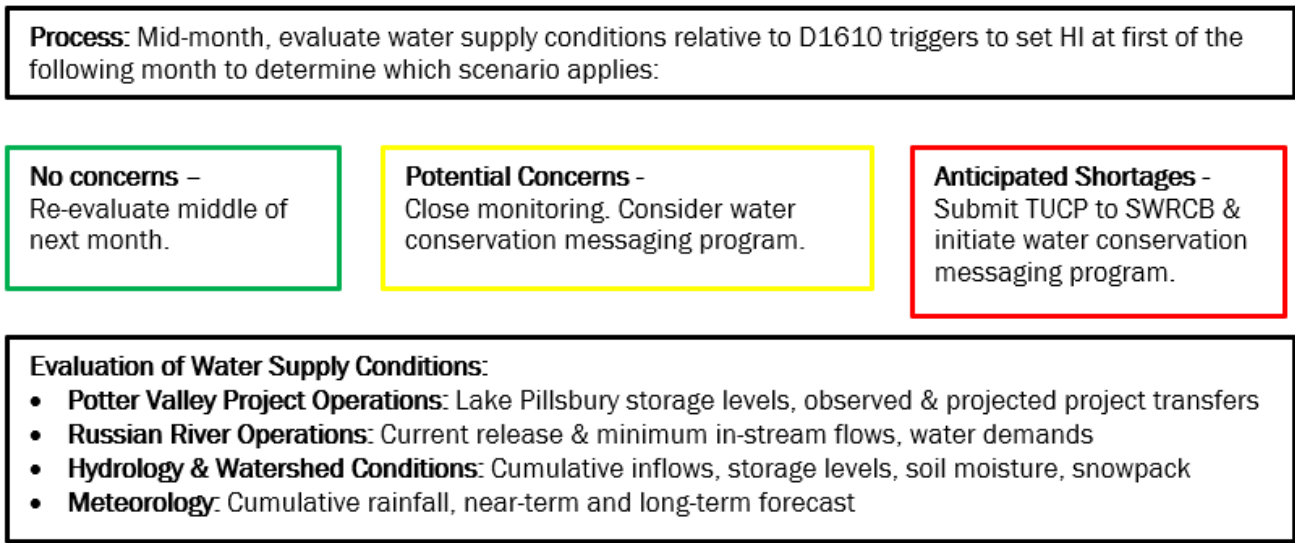 Process: Mid-month, evaluate water supply conditions relative to D1610 triggers to set HI at first of the
following month to determine which scenario applies:
No concerns –
Re-evaluate middle of
next month.
Potential Concerns -
Close monitoring. Consider water
conservation messaging program.
Anticipated Shortages -
Submit TUCP to SWRCB &
initiate water conservation
messaging program.
Evaluation of Water Supply Conditions:
• Potter Valley Project Operations: Lake Pillsbury storage levels, observed & projected project transfers
• Russian River Operations: Current release & minimum in-stream flows, water demands
• Hydrology & Watershed Conditions: Cumulative inflows, storage levels, soil moisture, snowpack
• Meteorology: Cumulative rainfall, near-term and long-term forecast